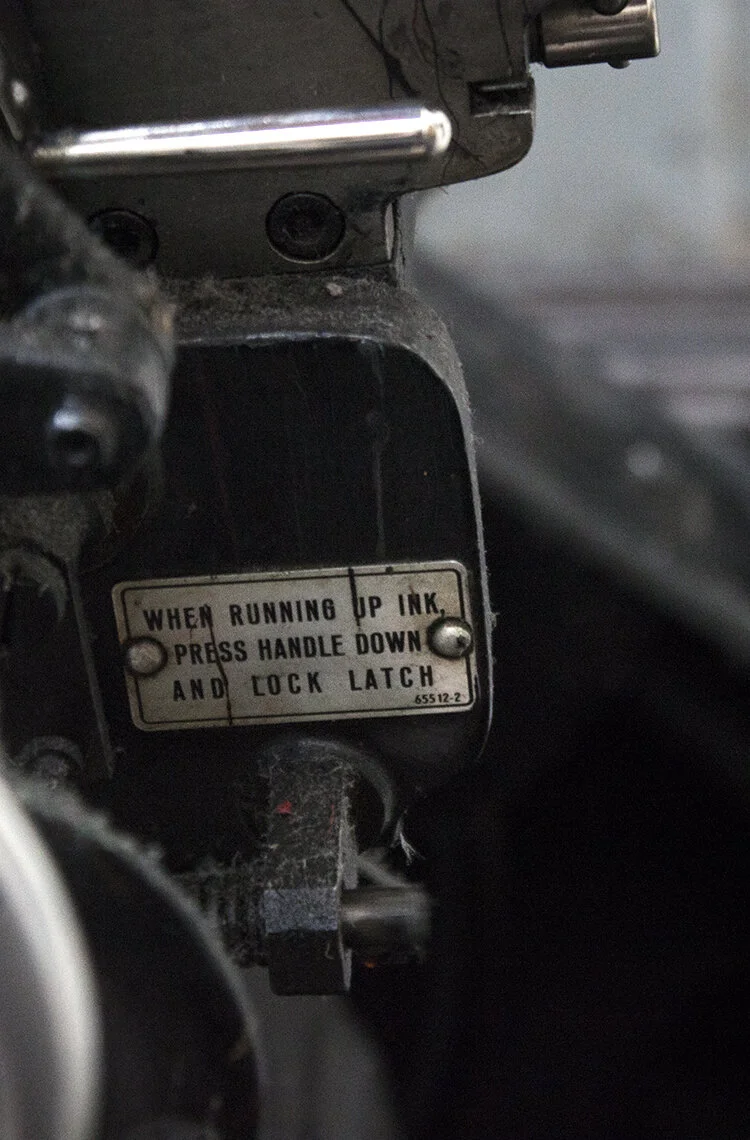 WHEN RUNNING UP INK,
PRESS HANDLE DOWN
AND LOCK LATCH
65512-2